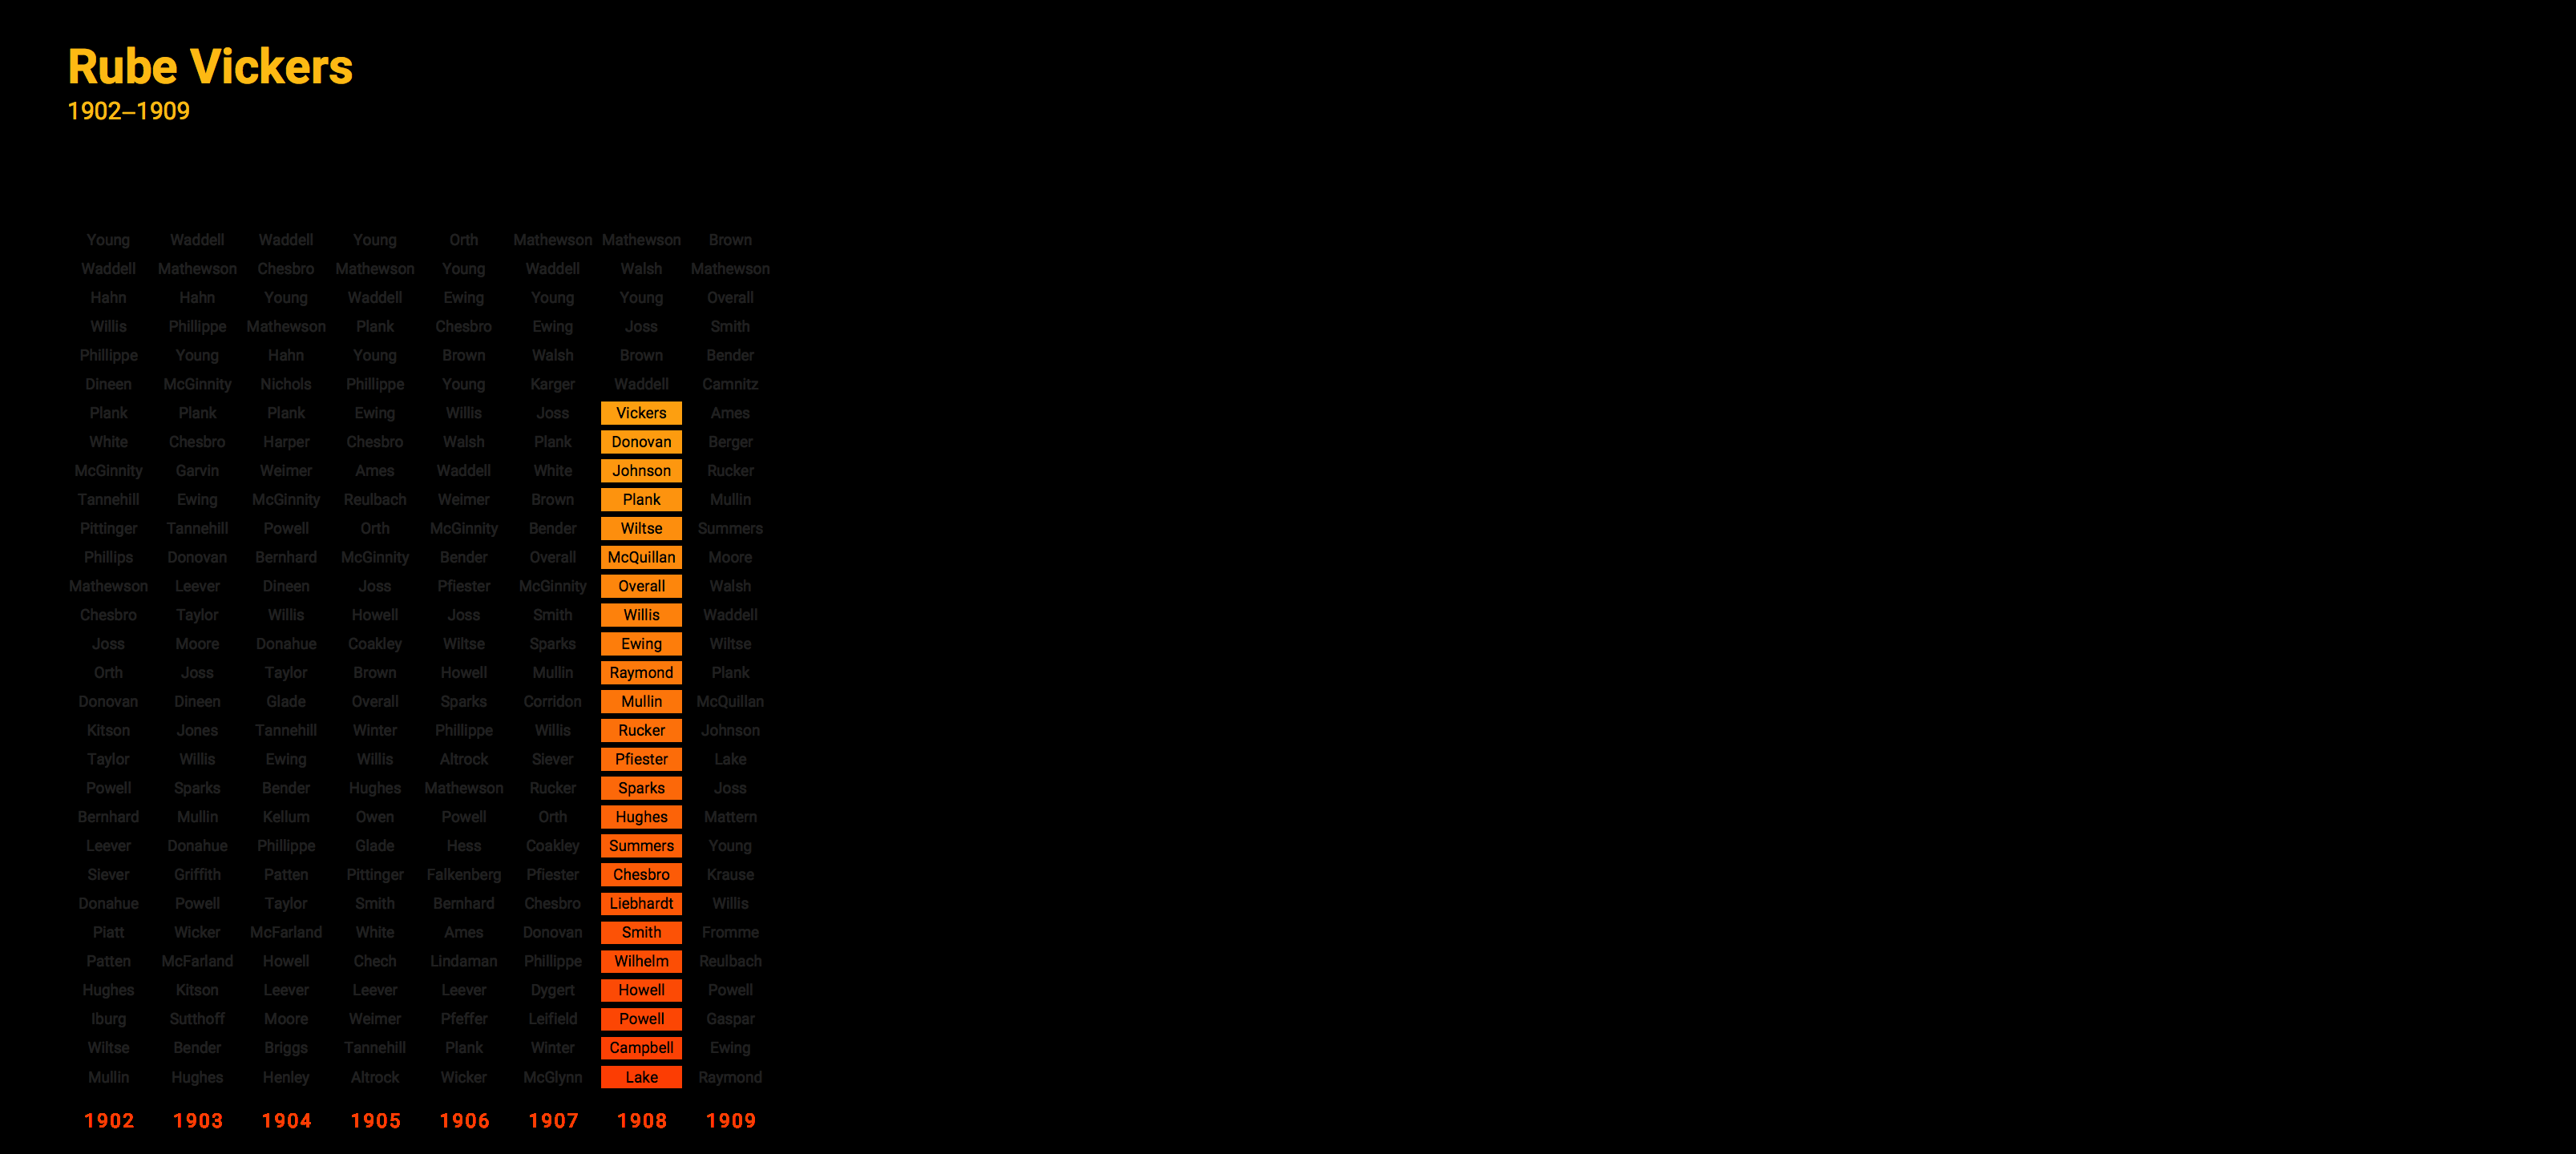 Rube Vickers
1902–1909
Young Waddell Waddell Young Orth Mathewson Mathewson Brown
Waddell Mathewson Chesbro Mathewson Young Waddell Walsh Mathewson
Hahn Hahn Young Waddell Ewing Young Young Overall
Willis Phillippe Mathewson Plank Chesbro Ewing Joss Smith
Phillippe Young Hahn Young Brown Walsh Brown Bender
Dineen McGinnity Nichols Phillippe Young Karger Waddell Camnitz
Plank Plank Plank Ewing Willis Joss Vickers Ames
White Chesbro Harper Chesbro Walsh Plank Donovan Berger
McGinnity Garvin Weimer Ames Waddell White Johnson Rucker
Tannehill Ewing McGinnity Reulbach Weimer Brown Plank Mullin
Pittinger Tannehill Powell Orth McGinnity Bender Wiltse Summers
Phillips Donovan Bernhard McGinnity Bender Overall McQuillan Moore
Mathewson Leever Dineen Joss Pfiester McGinnity Overall Walsh
Chesbro Taylor Willis Howell Joss Smith Willis Waddell
Joss Moore Donahue Coakley Wiltse Sparks Ewing Wiltse
Orth Joss Taylor Brown Howell Mullin Raymond Plank
Donovan Dineen Glade Overall Sparks Corridon Mullin McQuillan
Kitson Jones Tannehill Winter Phillippe Willis Rucker Johnson
Taylor Willis Ewing Willis Altrock Siever Pfiester Lake
Powell Sparks Bender Hughes Mathewson Rucker Sparks Joss
Bernhard Mullin Kellum Owen Powell Orth Hughes Mattern
Leever Donahue Phillippe Glade Hess Coakley Summers Young
Siever Griffith Patten Pittinger Falkenberg Pfiester Chesbro Krause
Donahue Powell Taylor Smith Bernhard Chesbro Liebhardt Willis
Piatt Wicker McFarland White Ames Donovan Smith Fromme
Patten McFarland Howell Chech Lindaman Phillippe Wilhelm Reulbach
Hughes Kitson Leever Leever Leever Dygert Howell Powell
Iburg Sutthoff Moore Weimer Pfeffer Leifield Powell Gaspar
Wiltse Bender Briggs Tannehill Plank Winter Campbell Ewing
Mullin Hughes Henley Altrock Wicker McGlynn Lake Raymond
1902 1903 1904 1905 1906 1907 1908 1909